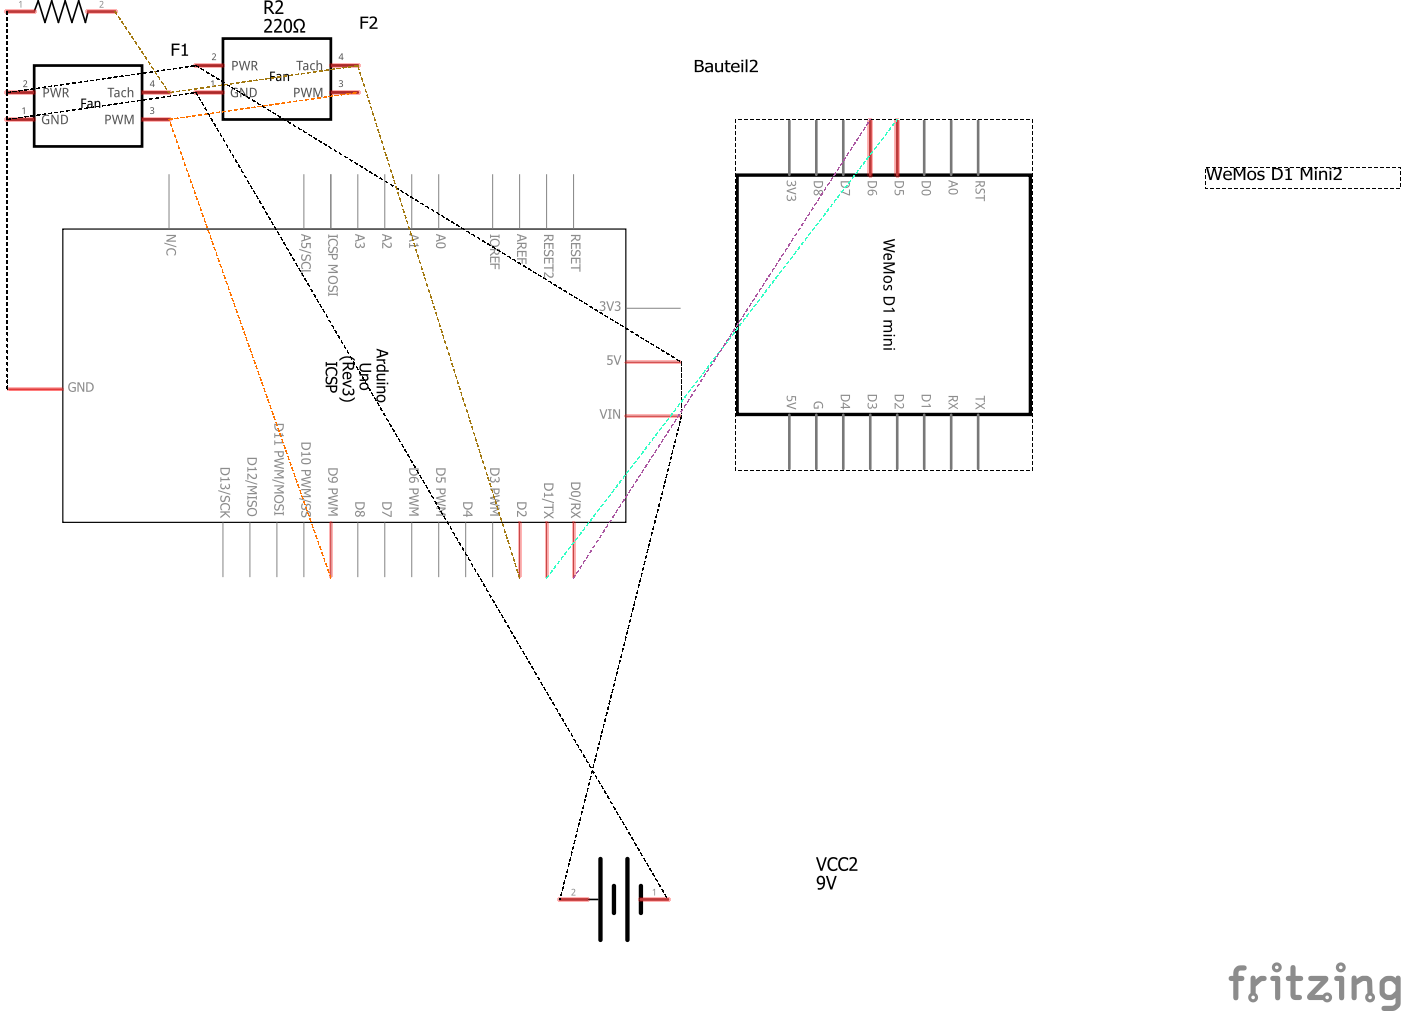 1
2
R2
220Ω
F1
F2
2
PWR
Tach
4
Fan
1
GND
PWM
3
2
PWR
Tach
4
Fan
1
GND
PWM
3
Bauteil2
WeMos D1 Mini2
3V3
D8
D7
D6
D5
D0
A0
RST
WeMos D1 mini
5V
G
D4
D3
D2
D1
RX
TX
N/C
A5/SCL
ICSP MOSI
A3
A2
A1
A0
IOREF
AREF
RESET2
RESET
3V3
5V
VIN
GND
Arduino
Uno
(Rev3)
ICSP
D13/SCK
D12/MISO
D11 PWM/MOSI
D10 PWM/SS
D9 PWM
D8
D7
D6 PWM
D5 PWM
D4
D3 PWM
D2
D1/TX
D0/RX
2
1
VCC2
9V
fritzing